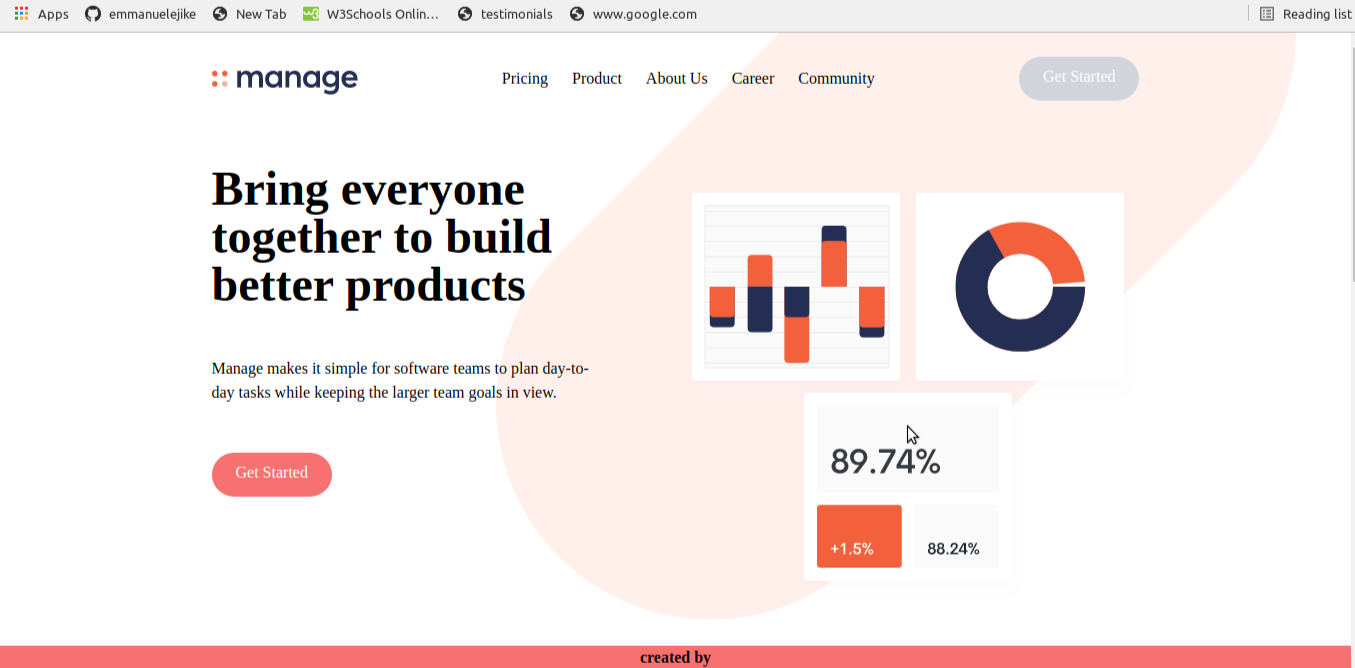 Apps emmanuelejike New Tab W3Schools Onlin... testimonials www.google.com Reading list
manage Pricing Product About Us Career Community Get Started
Bring everyone
together to build
better products
Manage makes it simple for software teams to plan day-to-
day tasks while keeping the larger team goals in view.
Get Started
89.74%
+1.5% 88.24%
created by